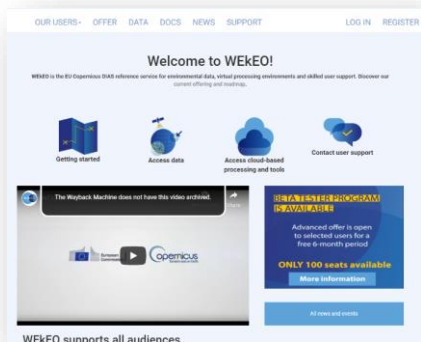 OUR USERS OFFER DATA DOCS NEWS SUPPORT LOG IN REGISTER
Welcome to WEkEO!
WEkEO is the EU Copernicus DIAS reference service for environmental data, virtual processing environments and skilled user support. Discover our
current offering and roadmap.
Getting started
Access data
Access cloud-based
processing and tools
Contact user support
The Wayback Machine does not have this video archived.
Share
European
Commission
opernicus
BETA TESTER PROGRAM
IS AVAILABLE
Advanced offer is open
to selected users for a
free 6-month period
ONLY 100 seats available
More information
All news and events
WEkEO supports all audiences